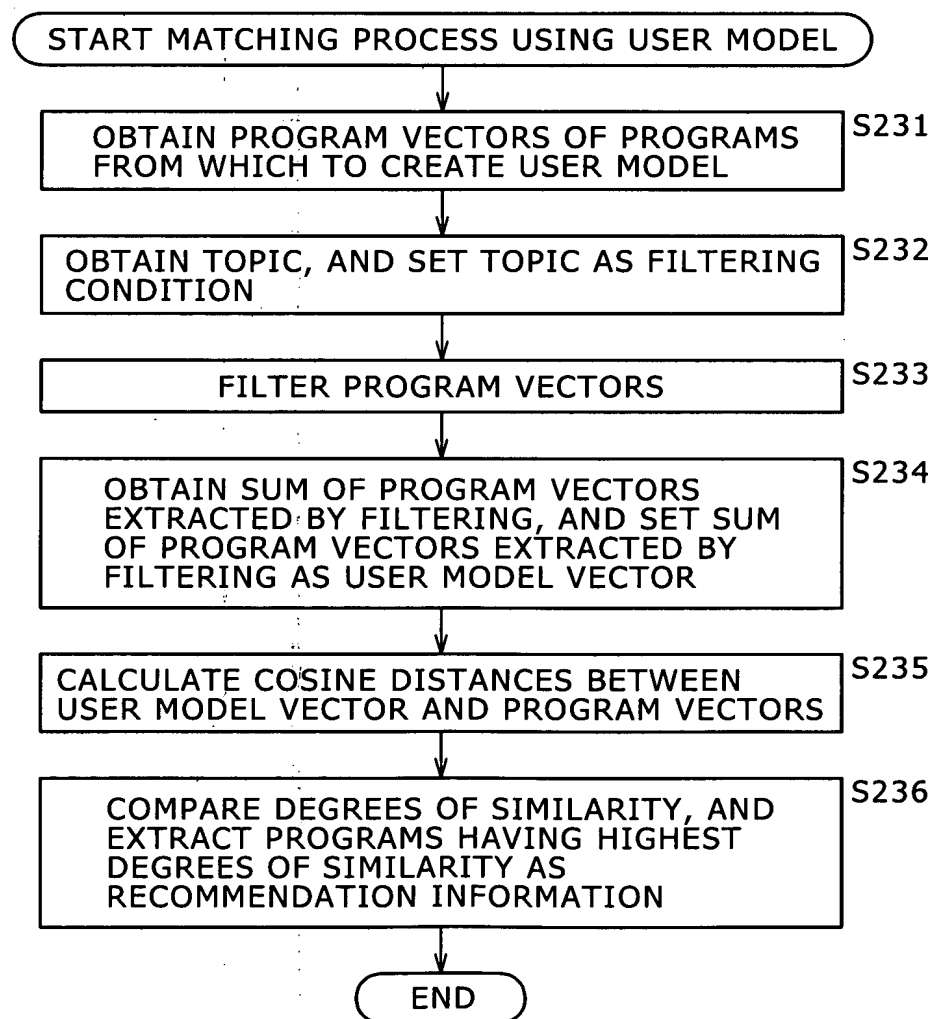 START MATCHING PROCESS USING USER MODEL
S231
OBTAIN PROGRAM VECTORS OF PROGRAMS
FROM WHICH TO CREATE USER MODEL
S232
OBTAIN TOPIC, AND SET TOPIC AS FILTERING
CONDITION
S233
FILTER PROGRAM VECTORS
S234
OBTAIN SUM OF PROGRAM VECTORS
EXTRACTED BY FILTERING, AND SET SUM
OF PROGRAM VECTORS EXTRACTED BY
FILTERING AS USER MODEL VECTOR
S235
CALCULATE COSINE DISTANCES BETWEEN
USER MODEL VECTOR AND PROGRAM VECTORS
S236
COMPARE DEGREES OF SIMILARITY, AND
EXTRACT PROGRAMS HAVING HIGHEST
DEGREES OF SIMILARITY AS
RECOMMENDATION INFORMATION
END